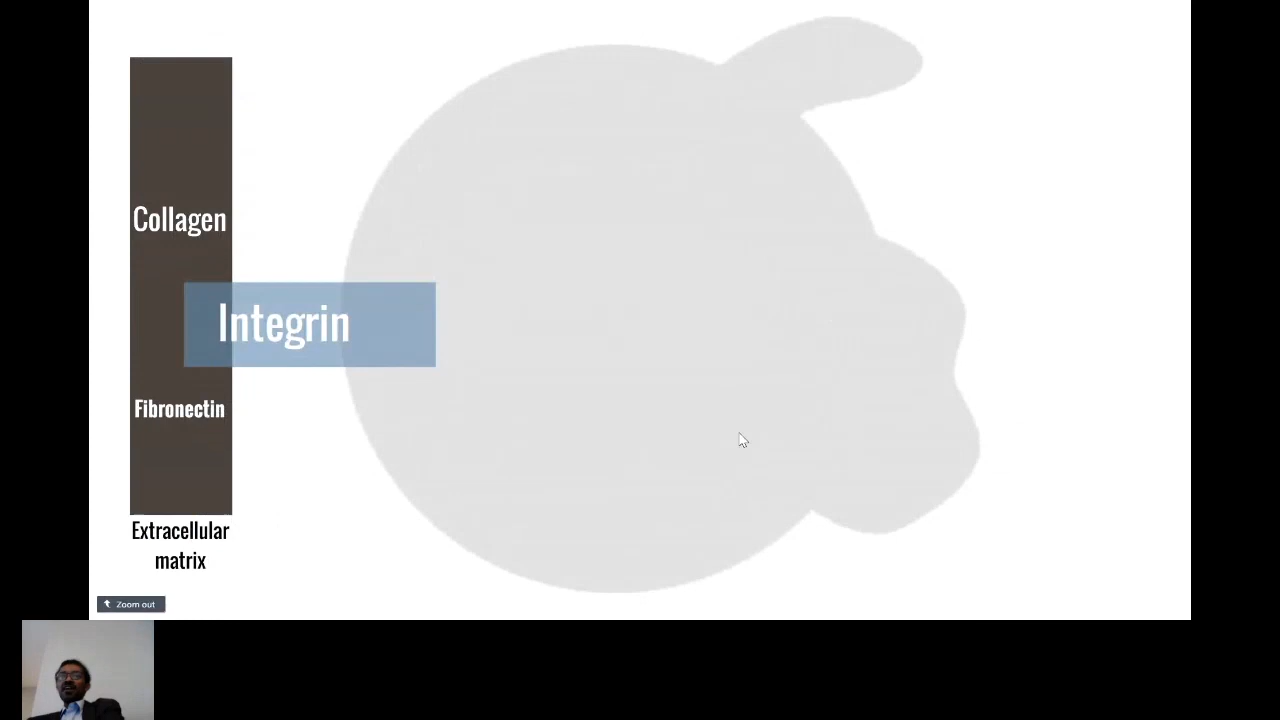 Collagen
Integrin
Fibronectin
Extracellular
matrix
Zoom out